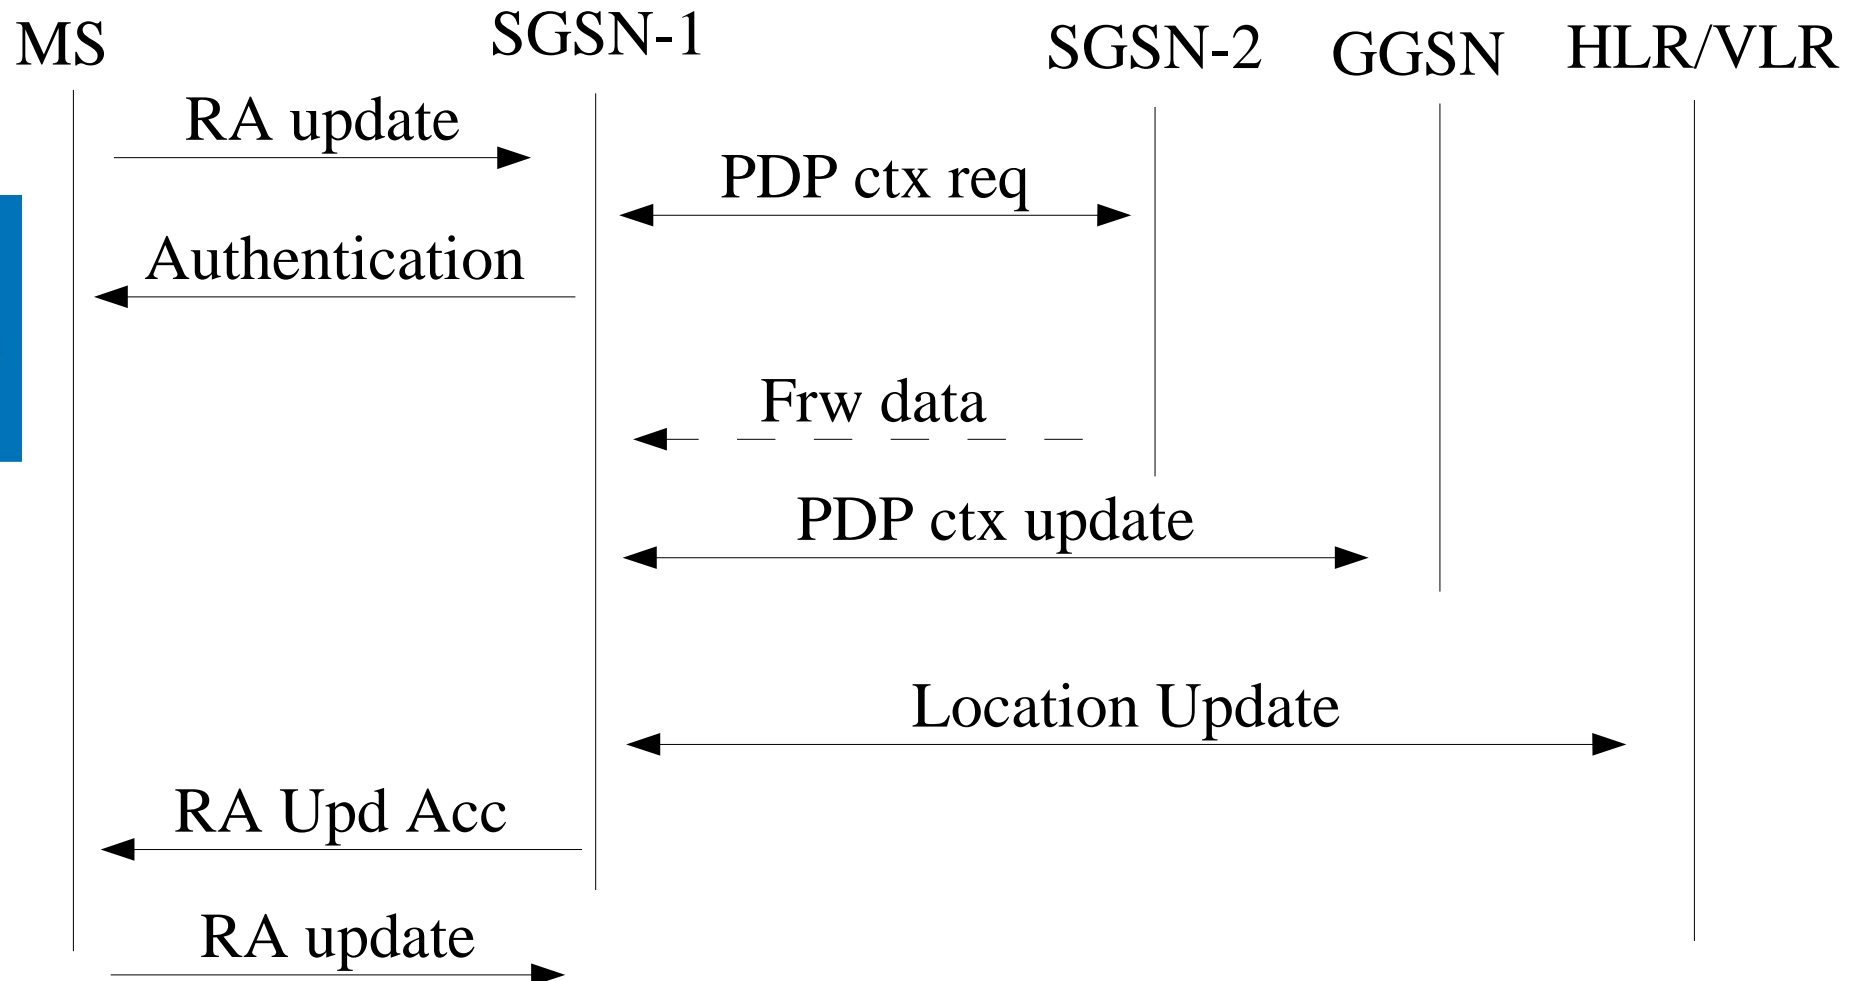 MS
SGSN-1
SGSN-2
GGSN
HLR/VLR
RA update
PDP ctx req
Authentication
Frw data
PDP ctx update
Location Update
RA Upd Acc
RA update